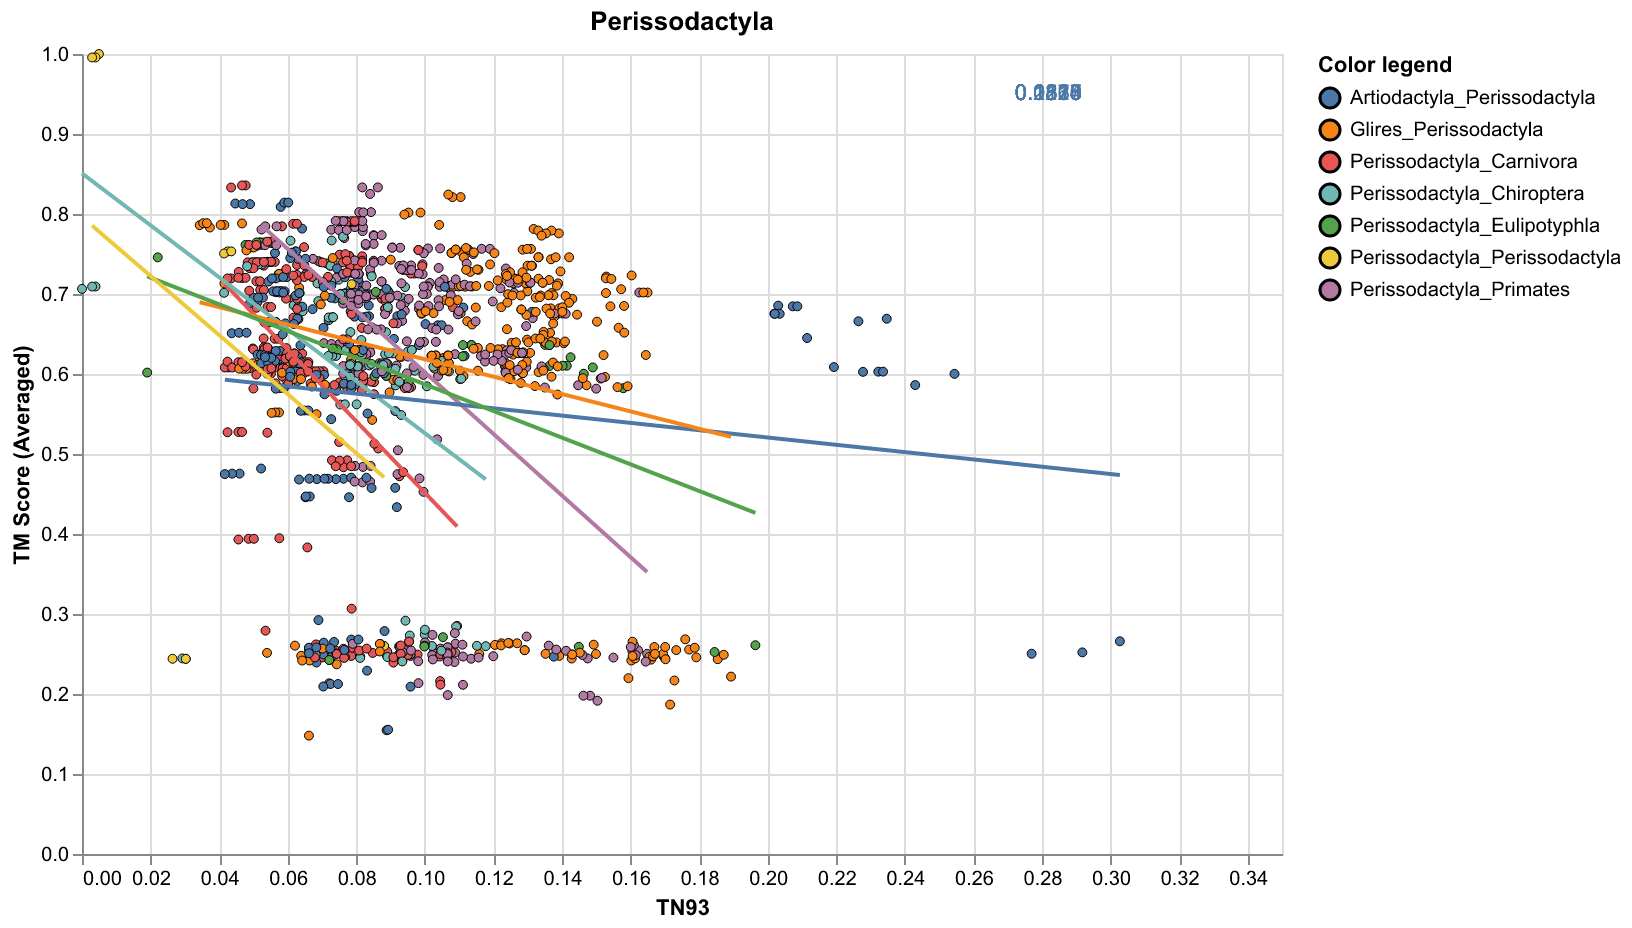 Perissodactyla
Color legend
Artiodactyla_Perissodactyla
Glires_Perissodactyla
Perissodactyla_Carnivora
Perissodactyla_Chiroptera
Perissodactyla_Eulipotyphla
Perissodactyla_Perissodactyla
Perissodactyla_Primates
TM Score (Averaged)
1.0
0.9
0.8
0.7
0.6
0.5
0.4
0.3
0.2
0.1
0.0
0.00 0.02 0.04 0.06 0.08 0.10 0.12 0.14 0.16 0.18 0.20 0.22 0.24 0.26 0.28 0.30 0.32 0.34
TN93